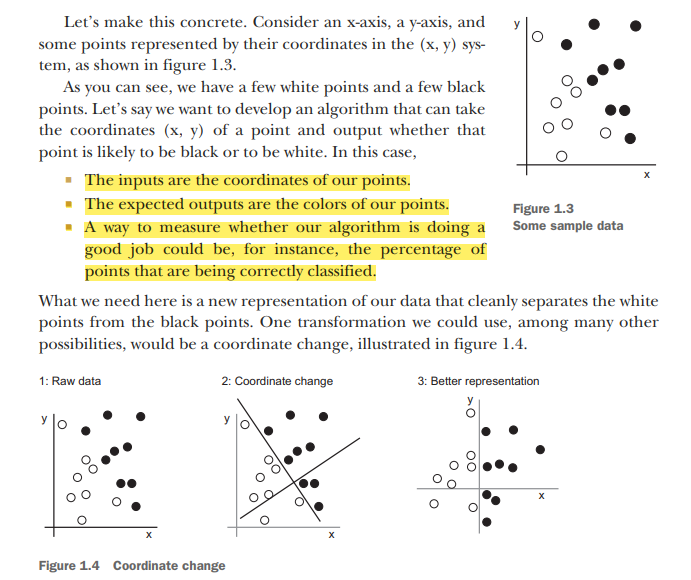 Let's make this concrete. Consider an x-axis, a y-axis, and
some points represented by their coordinates in the (x, y) sys-
tem, as shown in figure 1.3.
As you can see, we have a few white points and a few black
points. Let's say we want to develop an algorithm that can take
the coordinates (x, y) of a point and output whether that
point is likely to be black or to be white. In this case,
▪ The inputs are the coordinates of our points.
▪ The expected outputs are the colors of our points.
▪ A way to measure whether our algorithm is doing a
good job could be, for instance, the percentage of
points that are being correctly classified.
y
x
Figure 1.3
Some sample data
What we need here is a new representation of our data that cleanly separates the white
points from the black points. One transformation we could use, among many other
possibilities, would be a coordinate change, illustrated in figure 1.4.
1: Raw data
y
x
2: Coordinate change
y
x
3: Better representation
y
x
Figure 1.4 Coordinate change